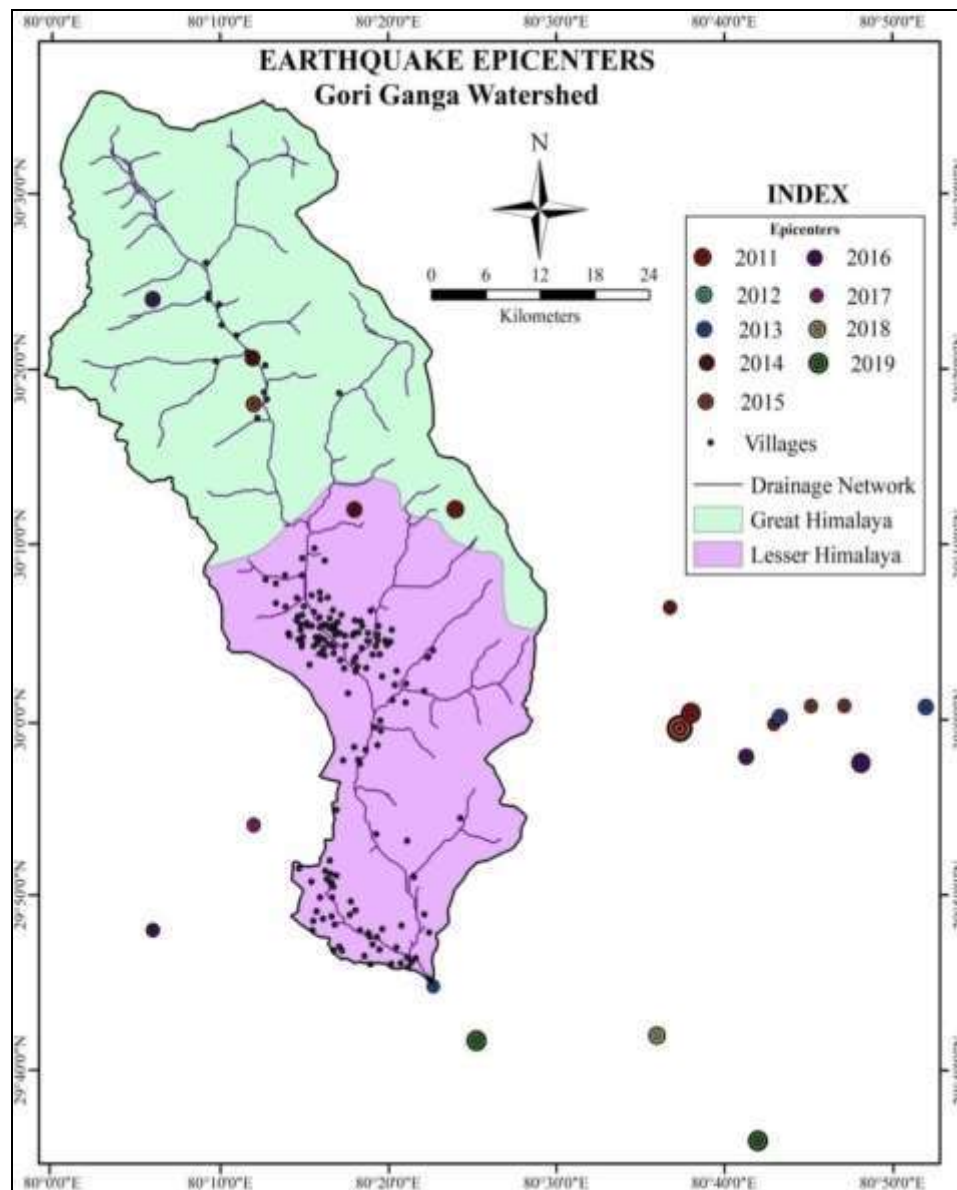 80°0'0"E 80°10'0"E 80°20'0"E 80°30'0"E 80°40'0"E 80°50'0"E
EARTHQUAKE EPICENTERS
Gori Ganga Watershed
N
0 6 12 18 24
Kilometers
INDEX
Epicenters
2011 2016
2012 2017
2013 2018
2014 2019
2015
Villages
Drainage Network
Great Himalaya
Lesser Himalaya
30°30'0"N
30°20'0"N
30°10'0"N
30°0'0"N
29°50'0"N
29°40'0"N
80°0'0"E 80°10'0"E 80°20'0"E 80°30'0"E 80°40'0"E 80°50'0"E